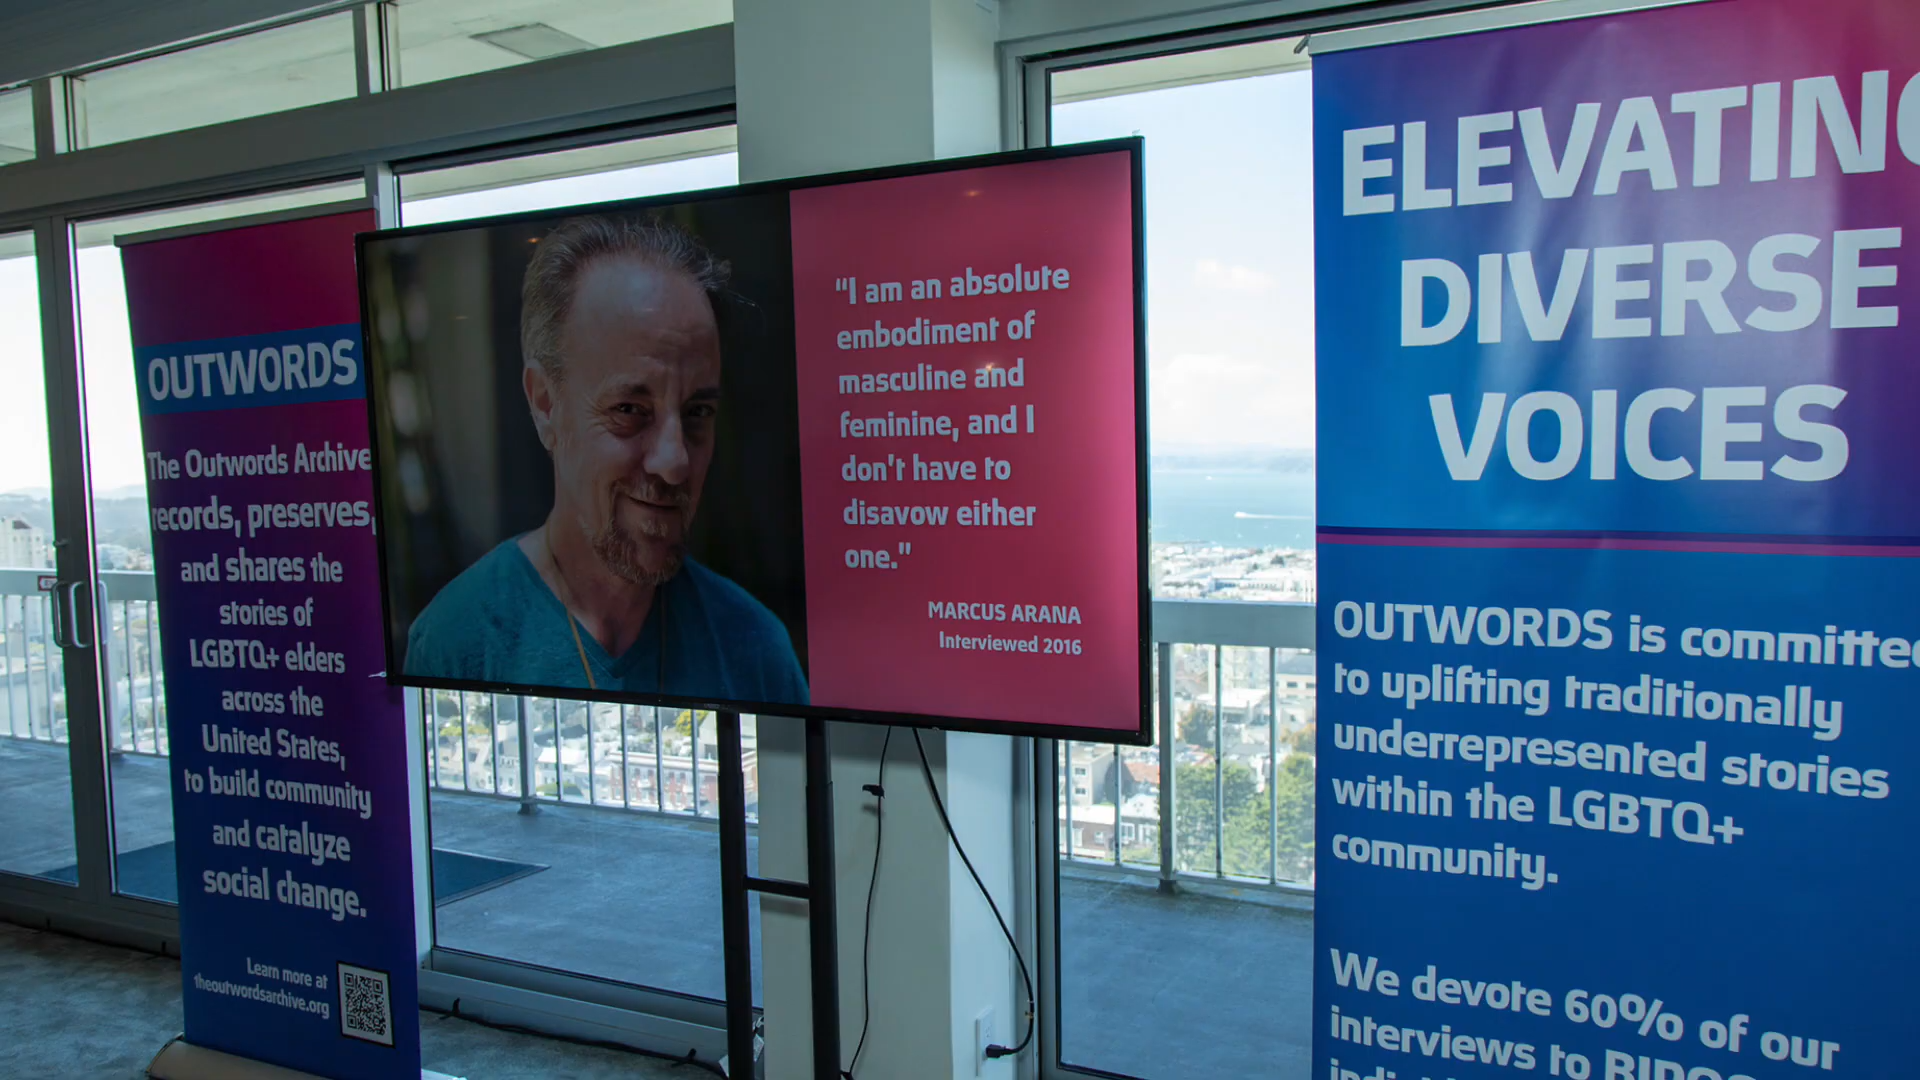 OUTWORDS
The Outwords Archive
records, preserves,
and shares the
stories of
LGBTQ+ elders
across the
United States,
to build community
and catalyze
social change.
Learn more at
theoutwordsarchive.org
“I am an absolute
embodiment of
masculine and
feminine, and I
don't have to
disavow either
one.”
MARCUS ARANA
Interviewed 2016
ELEVATING
DIVERSE
VOICES
OUTWORDS is committed
to uplifting traditionally
underrepresented stories
within the LGBTQ+
community.
We devote 60% of our
interviews to